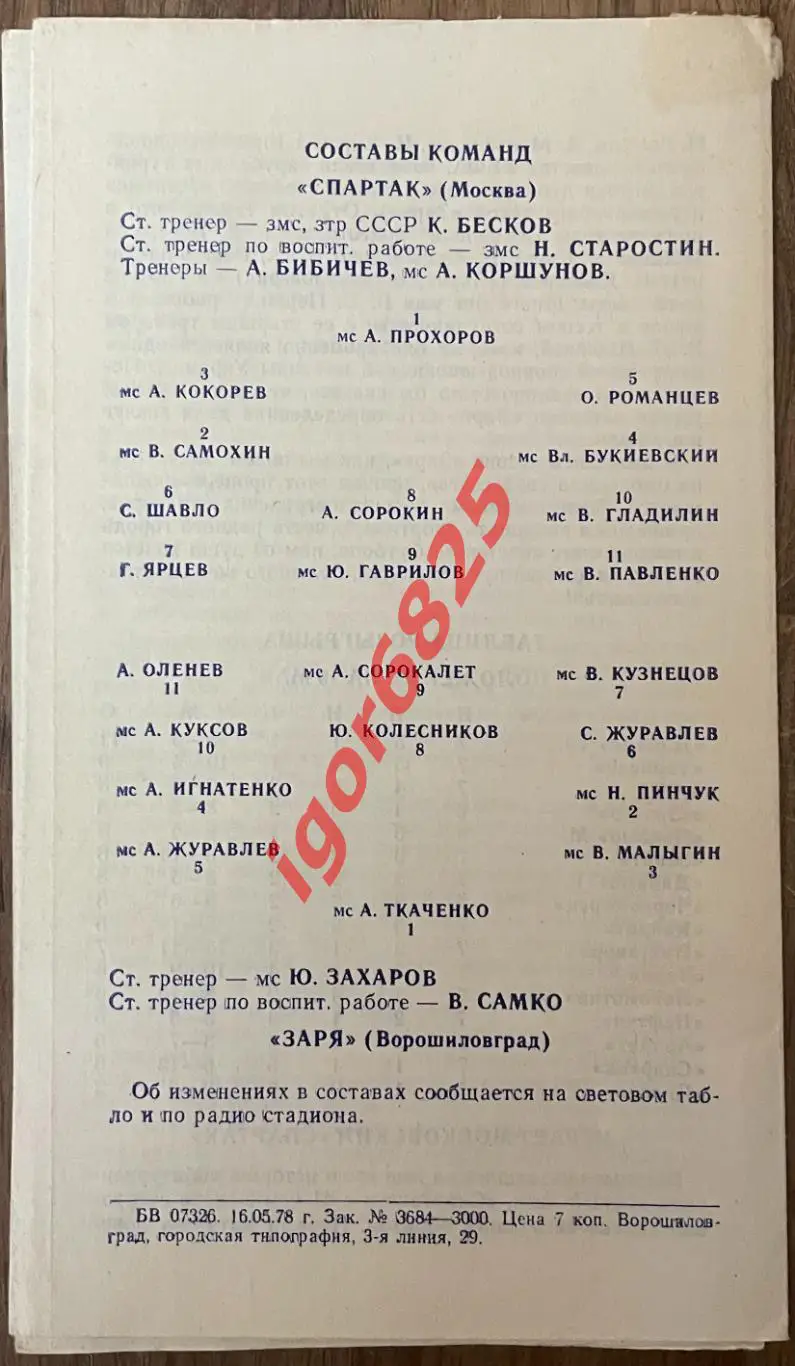 СОСТАВЫ КОМАНД
«СПАРТАК» (Москва)
Ст. тренер — змс, зтр СССР К. БЕСКОВ
Ст. тренер по воспит. работе — змс Н. СТАРОСТИН.
Тренеры — А. БИБИЧЕВ, мс А. КОРШУНОВ.
1
мс А. ПРОХОРОВ
3 5
мс А. КОКОРЕВ О. РОМАНЦЕВ
2 4
мс В. САМОХИН мс Вл. БУКИЕВСКИЙ
6 8 10
С. ШАВЛО А. СОРОКИН мс В. ГЛАДИЛИН
7 9 11
Г. ЯРЦЕВ мс Ю. ГАВРИЛОВ мс В. ПАВЛЕНКО
А. ОЛЕНЕВ мс А. СОРОКАЛЕТ мс В. КУЗНЕЦОВ
11 9 7
мс А. КУКСОВ Ю. КОЛЕСНИКОВ С. ЖУРАВЛЕВ
10 8 6
мс А. ИГНАТЕНКО мс Н. ПИНЧУК
4 2
мс А. ЖУРАВЛЕВ мс В. МАЛЫГИН
5 3
мс А. ТКАЧЕНКО
1
Ст. тренер — мс Ю. ЗАХАРОВ
Ст. тренер по воспит. работе — В. САМКО
«ЗАРЯ» (Ворошиловград)
Об изменениях в составах сообщается на световом таб-
ло и по радио стадиона.
БВ 07326. 16.05.78 г. Зак. № 3684—3000. Цена 7 коп. Ворошилов-
град, городская типография, 3-я линия, 29.
igor6825